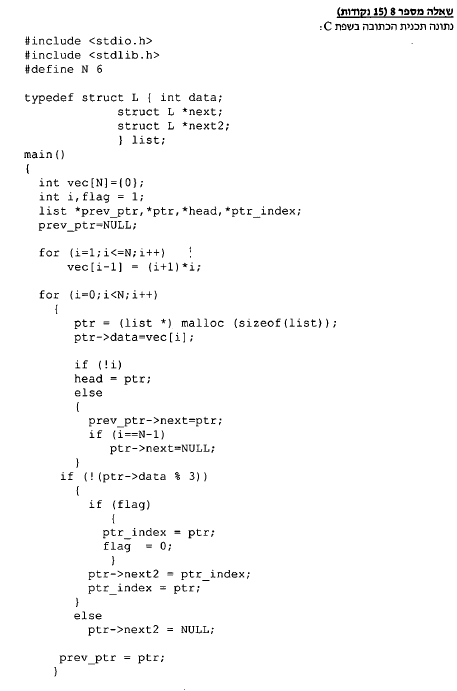 שאלה מספר 8 (15 נקודות)
נתונה תכנית הכתובה בשפת C:
#include <stdio.h>
#include <stdlib.h>
#define N 6
typedef struct L { int data;
struct L *next;
struct L *next2;
} list;
main()
{
int vec[N]={0};
int i,flag = 1;
list *prev_ptr,*ptr,*head,*ptr_index;
prev_ptr=NULL;
for (i=1;i<=N;i++)
vec[i-1] = (i+1)*i;
for (i=0;i<N;i++)
{
ptr = (list *) malloc (sizeof(list));
ptr->data=vec[i];
if (!i)
head = ptr;
else
{
prev_ptr->next=ptr;
if (i==N-1)
ptr->next=NULL;
}
if (!(ptr->data % 3))
{
if (flag)
{
ptr_index = ptr;
flag = 0;
}
ptr->next2 = ptr_index;
ptr_index = ptr;
}
else
ptr->next2 = NULL;
prev_ptr = ptr;
}